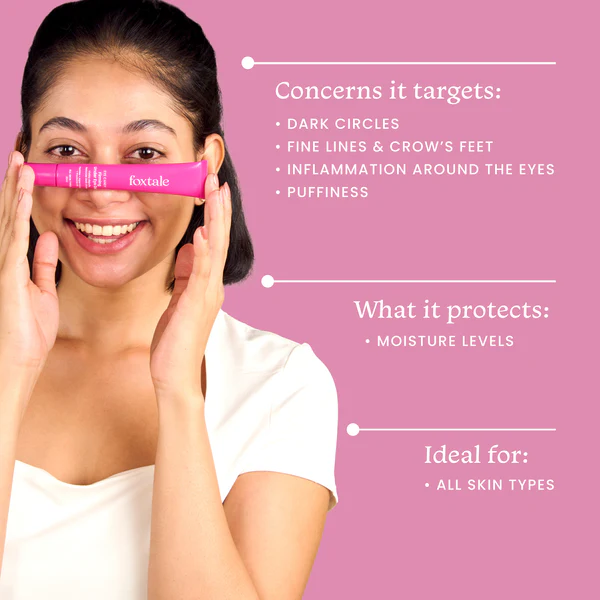 foxtale
Concerns it targets:
• DARK CIRCLES
• FINE LINES & CROW'S FEET
• INFLAMMATION AROUND THE EYES
• PUFFINESS
What it protects:
• MOISTURE LEVELS
Ideal for:
• ALL SKIN TYPES